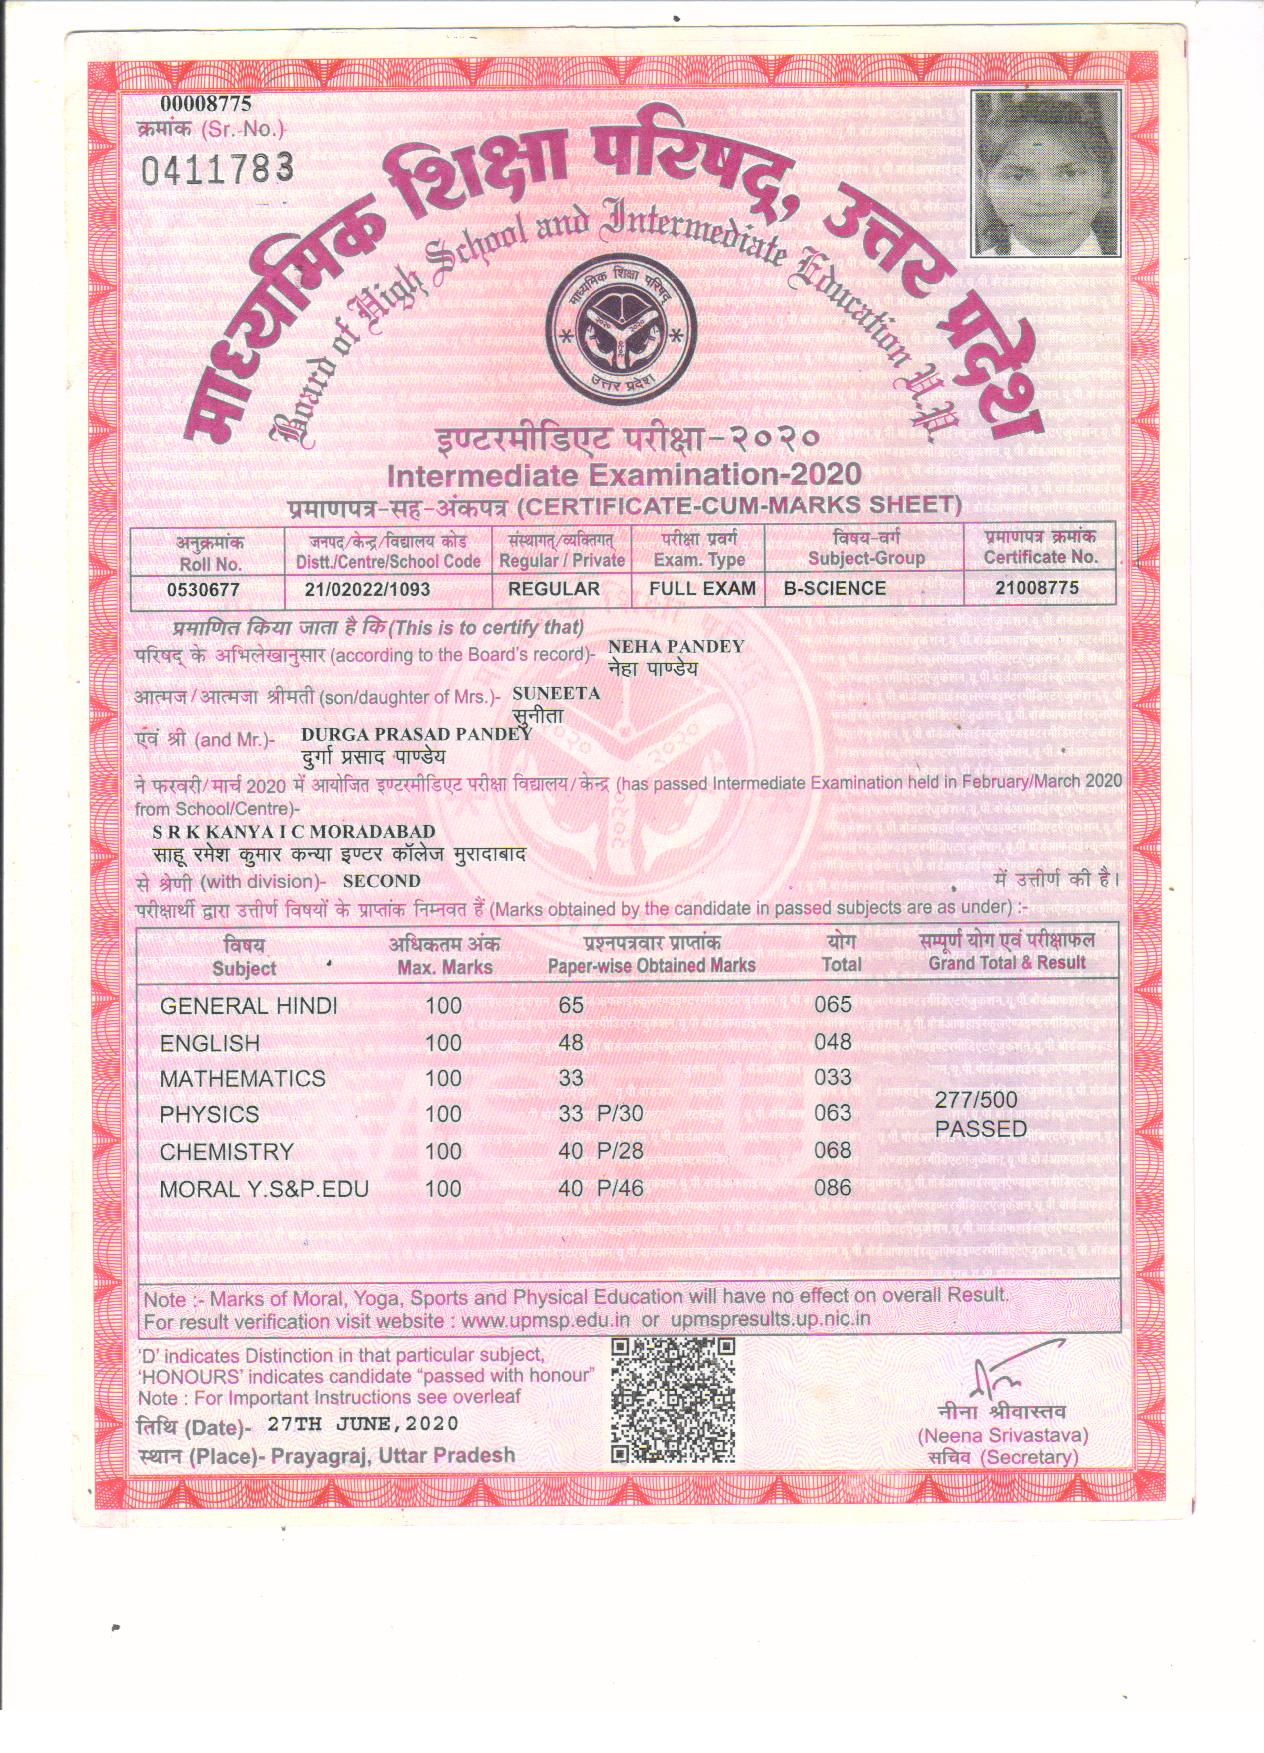 00008775
क्रमांक (Sr. No.)
0411783
माध्यमिक शिक्षा परिषद्, उत्तर प्रदेश
Board of High School and Intermediate Education U.P.
माध्यमिक शिक्षा परिषद्
२०२० २०२० २०२०
उत्तर प्रदेश
इण्टरमीडिएट परीक्षा-२०२०
Intermediate Examination-2020
प्रमाणपत्र-सह-अंकपत्र (CERTIFICATE-CUM-MARKS SHEET)
अनुक्रमांक जनपद/केन्द्र/विद्यालय कोड संस्थागत्/व्यक्तिगत् परीक्षा प्रवर्ग विषय-वर्ग प्रमाणपत्र क्रमांक
Roll No. Distt./Centre/School Code Regular / Private Exam. Type Subject-Group Certificate No.
0530677 21/02022/1093 REGULAR FULL EXAM B-SCIENCE 21008775
प्रमाणित किया जाता है कि (This is to certify that)
परिषद् के अभिलेखानुसार (according to the Board's record)- NEHA PANDEY
नेहा पाण्डेय
आत्मज/आत्मजा श्रीमती (son/daughter of Mrs.)- SUNEETA
सुनीता
एवं श्री (and Mr.)- DURGA PRASAD PANDEY
दुर्गा प्रसाद पाण्डेय
ने फरवरी/मार्च 2020 में आयोजित इण्टरमीडिएट परीक्षा विद्यालय/केन्द्र (has passed Intermediate Examination held in February/March 2020
from School/Centre)-
S R K KANYA I C MORADABAD
साहू रमेश कुमार कन्या इण्टर कॉलेज मुरादाबाद
से श्रेणी (with division)- SECOND में उत्तीर्ण की है।
परीक्षार्थी द्वारा उत्तीर्ण विषयों के प्राप्तांक निम्नवत हैं (Marks obtained by the candidate in passed subjects are as under) :-
विषय अधिकतम अंक प्रश्नपत्रवार प्राप्तांक योग सम्पूर्ण योग एवं परीक्षाफल
Subject Max. Marks Paper-wise Obtained Marks Total Grand Total & Result
GENERAL HINDI 100 65 065
ENGLISH 100 48 048
MATHEMATICS 100 33 033
277/500
PHYSICS 100 33 P/30 063
PASSED
CHEMISTRY 100 40 P/28 068
MORAL Y.S&P.EDU 100 40 P/46 086
Note :- Marks of Moral, Yoga, Sports and Physical Education will have no effect on overall Result.
For result verification visit website : www.upmsp.edu.in or upmspresults.up.nic.in
'D' indicates Distinction in that particular subject,
'HONOURS' indicates candidate "passed with honour"
Note : For Important Instructions see overleaf
तिथि (Date)- 27TH JUNE,2020
स्थान (Place)- Prayagraj, Uttar Pradesh
नीना श्रीवास्तव
(Neena Srivastava)
सचिव (Secretary)